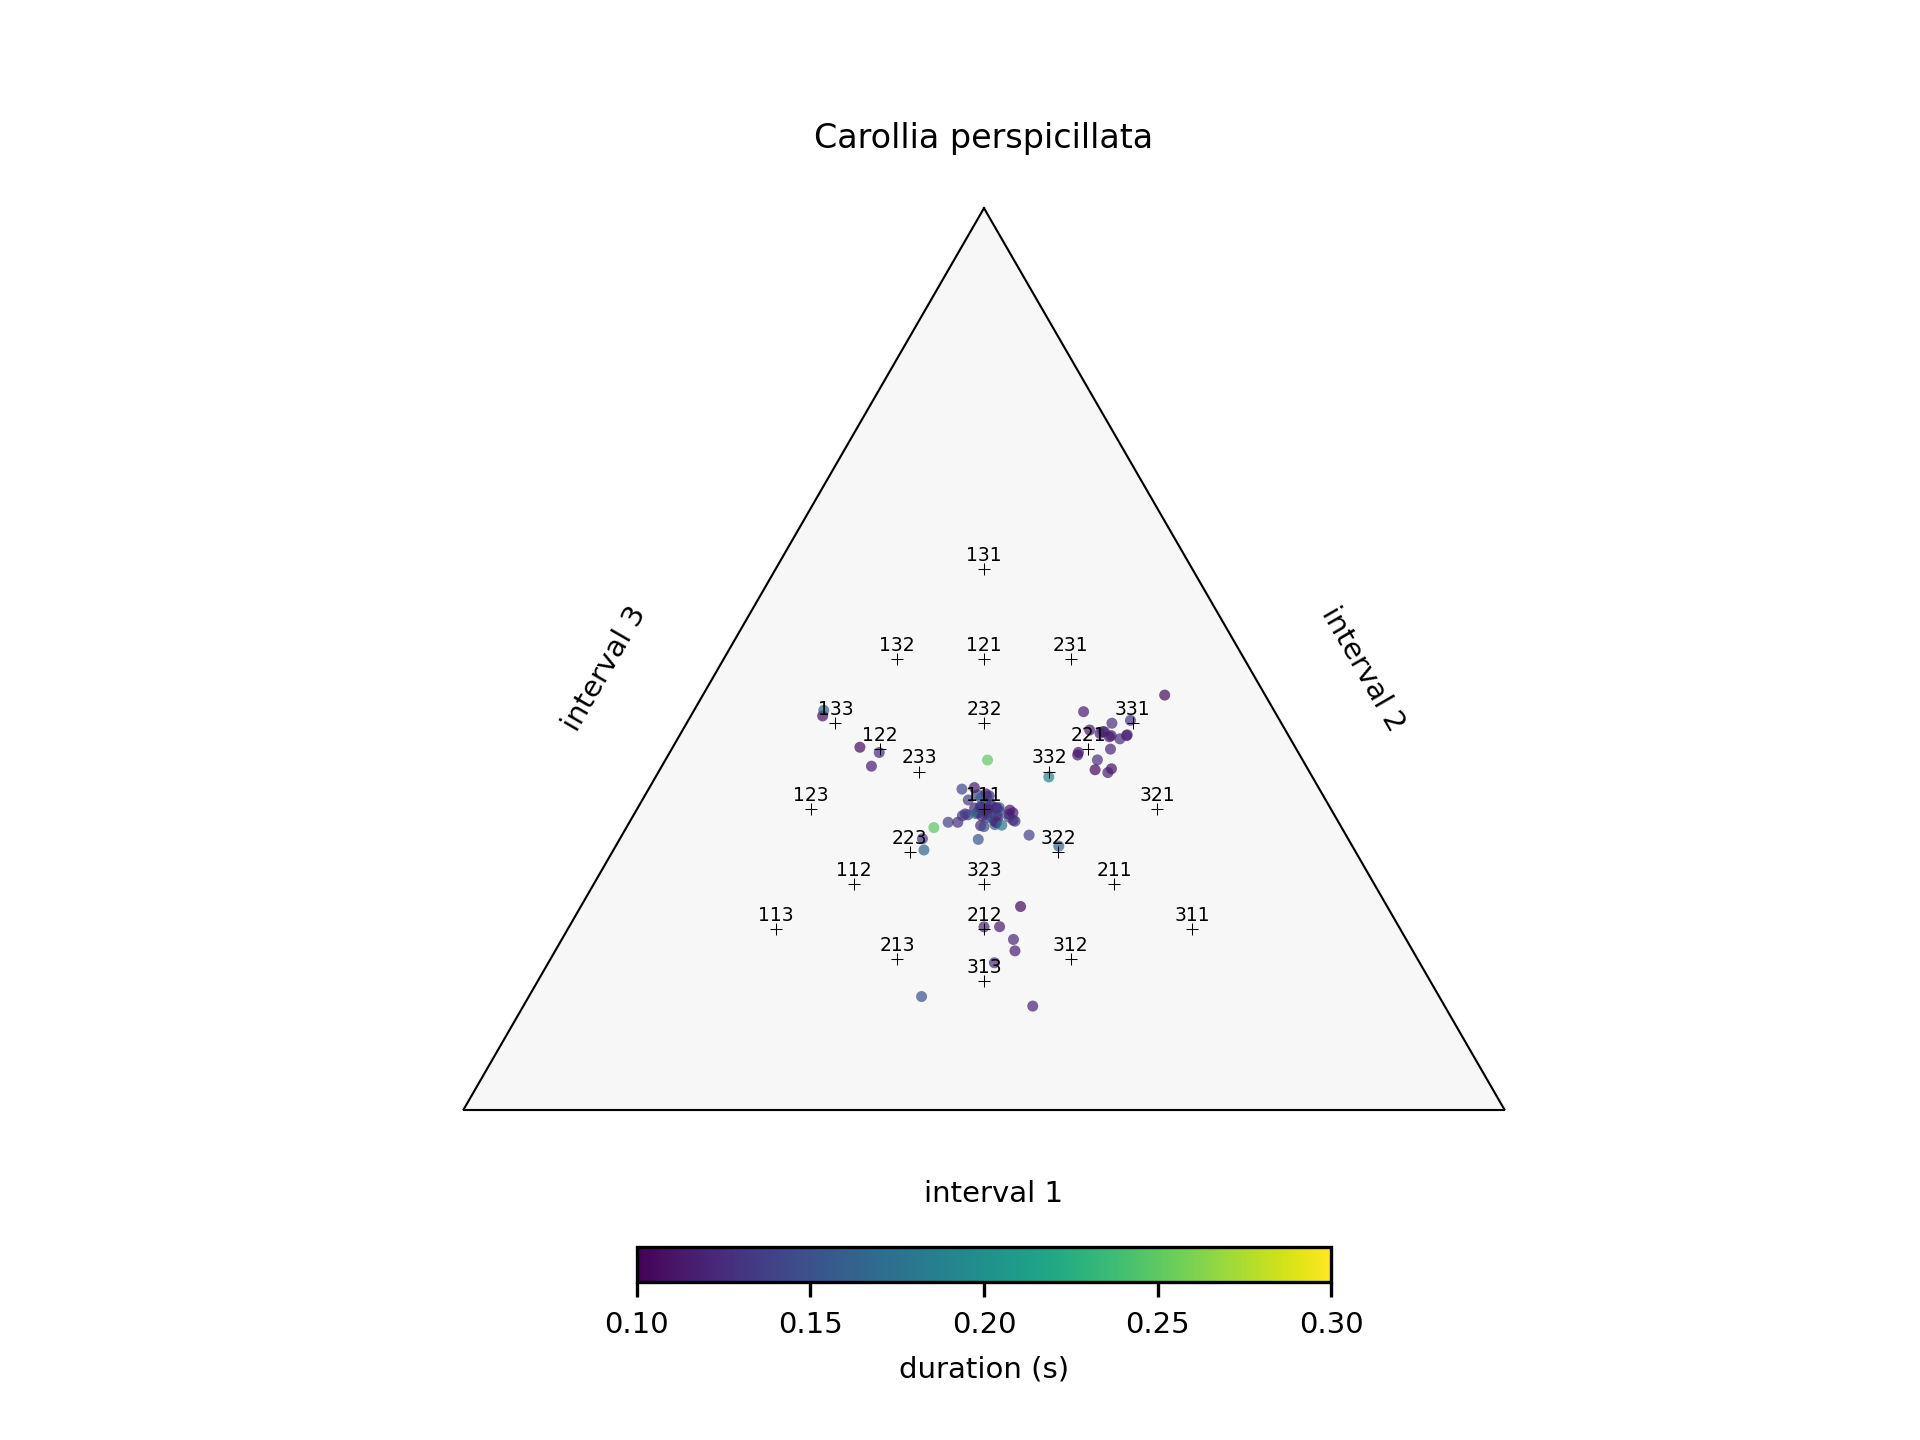 Carollia perspicillata
131
132 121 231
133 232 331
122 221
233 332
123 111 321
223 322
112 323 211
113 212 311
213 312
313
interval 3
interval 2
interval 1
0.10 0.15 0.20 0.25 0.30
duration (s)